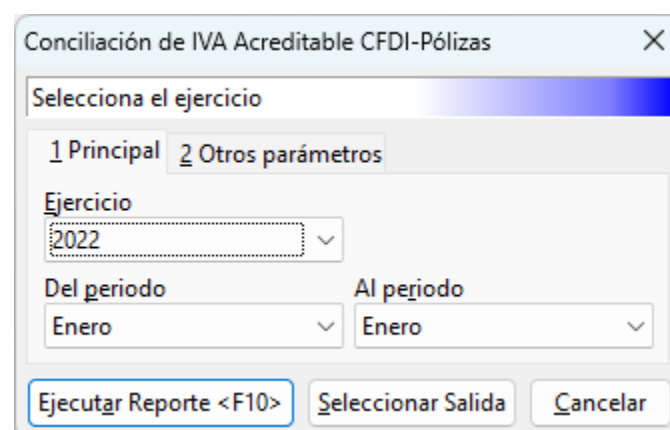 Conciliación de IVA Acreditable CFDI-Pólizas
Selecciona el ejercicio
1 Principal 2 Otros parámetros
Ejercicio
2022
Del periodo Al periodo
Enero Enero
Ejecutar Reporte <F10> Seleccionar Salida Cancelar